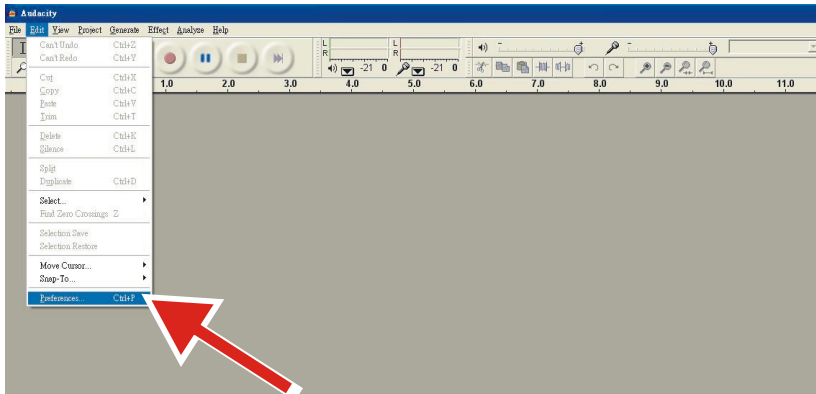 Audacity
File Edit View Project Generate Effect Analyze Help
Can't Undo Ctrl+Z
Can't Redo Ctrl+Y
Cut Ctrl+X
Copy Ctrl+C
Paste Ctrl+V
Trim Ctrl+T
Delete Ctrl+K
Silence Ctrl+L
Split
Duplicate Ctrl+D
Select...
Find Zero Crossings Z
Selection Save
Selection Restore
Move Cursor...
Snap-To...
Preferences... Ctrl+P
L L
R R
-21 0 -21 0
1.0 2.0 3.0 4.0 5.0 6.0 7.0 8.0 9.0 10.0 11.0